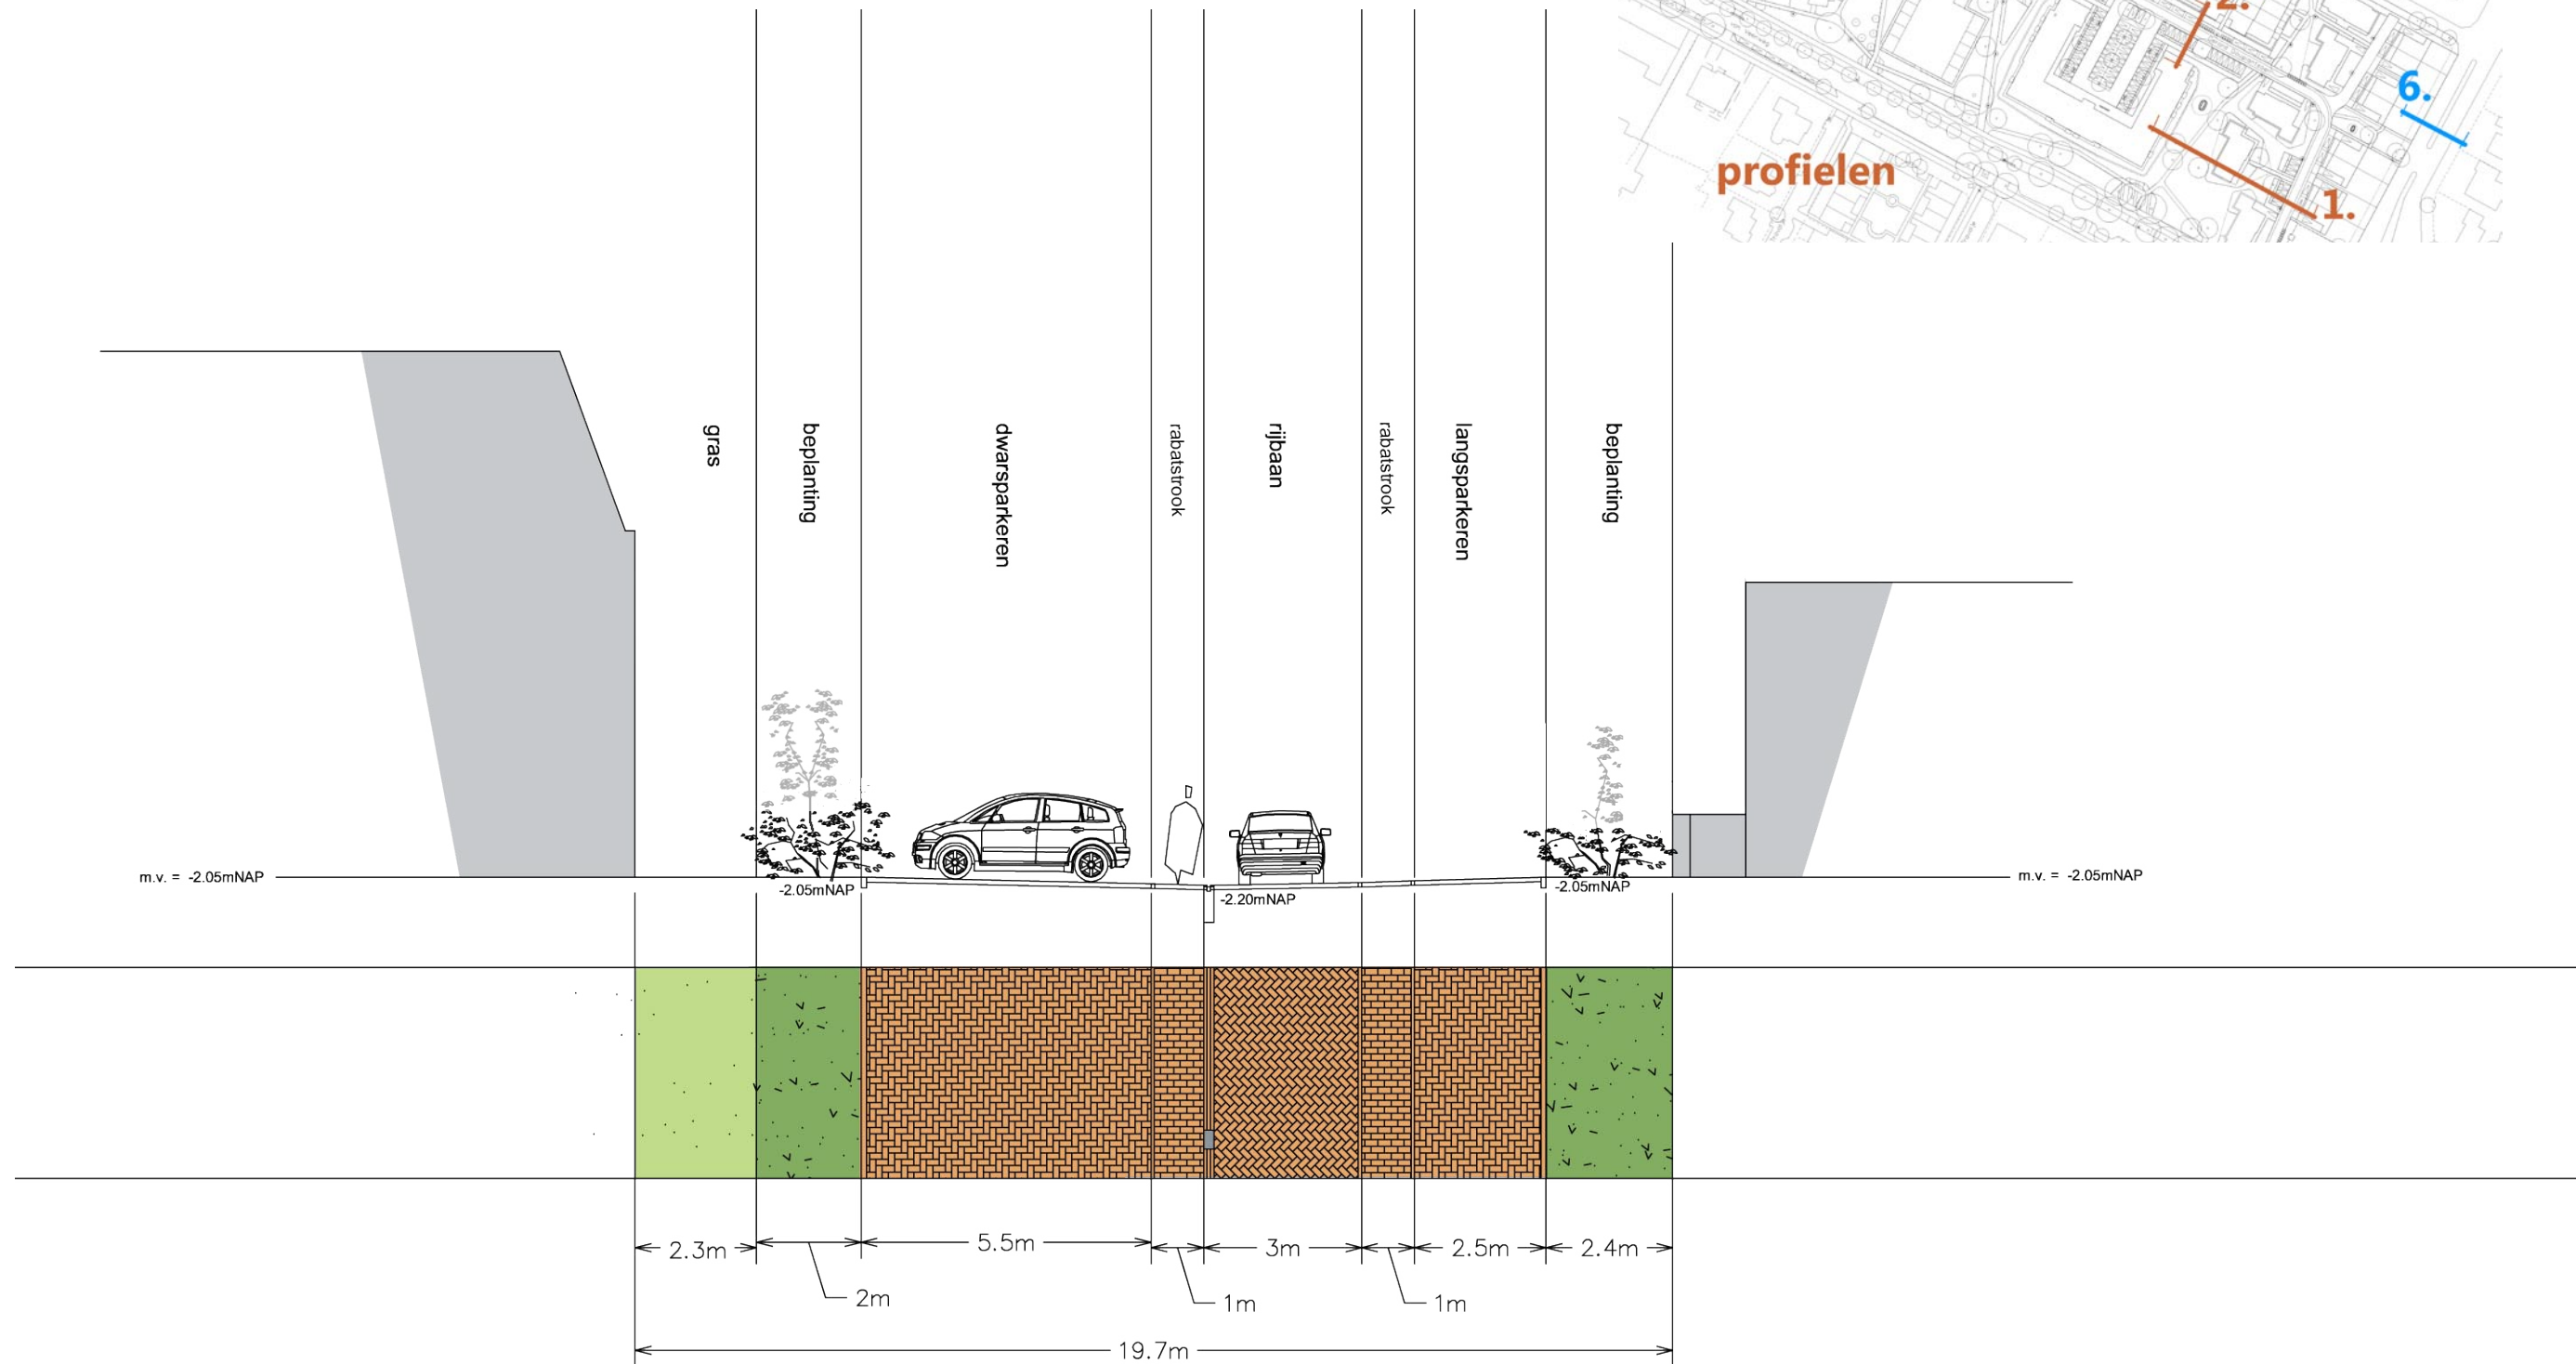 2.
6.
profielen
1.
gras
beplanting
dwarsparkeren
rabatstrook
rijbaan
rabatstrook
langsparkeren
beplanting
m.v. = -2.05mNAP
-2.05mNAP
-2.20mNAP
-2.05mNAP
m.v. = -2.05mNAP
2.3m
2m
5.5m
1m
3m
1m
2.5m
2.4m
19.7m